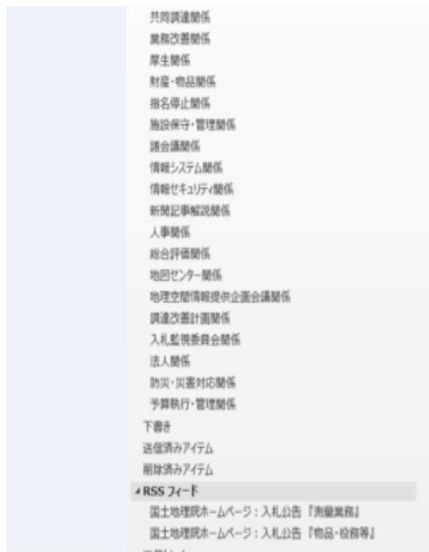 共同調達関係
業務改善関係
厚生関係
財産・物品関係
指名停止関係
施設保守・管理関係
諸会議関係
情報システム関係
情報セキュリティ関係
新聞記事解説関係
人事関係
総合評価関係
地図センター関係
地理空間情報提供企画会議関係
調達改善計画関係
入札監視委員会関係
法人関係
防災・災害対応関係
予算執行・管理関係
下書き
送信済みアイテム
削除済みアイテム
RSS フィード
国土地理院ホームページ：入札公告 『測量業務』
国土地理院ホームページ：入札公告 『物品・役務等』